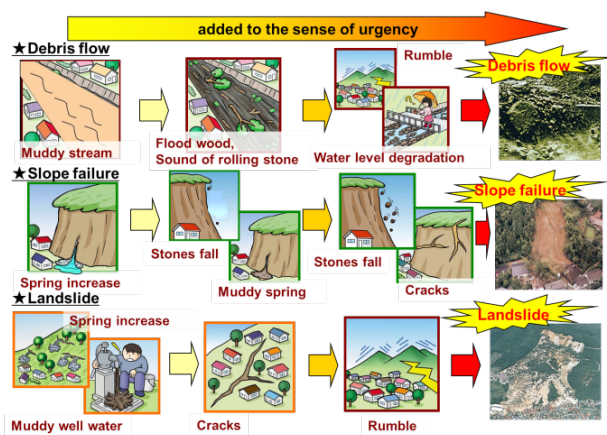 added to the sense of urgency
★Debris flow
Rumble
Debris flow
Muddy stream
Flood wood,
Sound of rolling stone
Water level degradation
★Slope failure
Slope failure
Spring increase
Stones fall
Muddy spring
Stones fall
Cracks
★Landslide
Spring increase
Landslide
Muddy well water
Cracks
Rumble